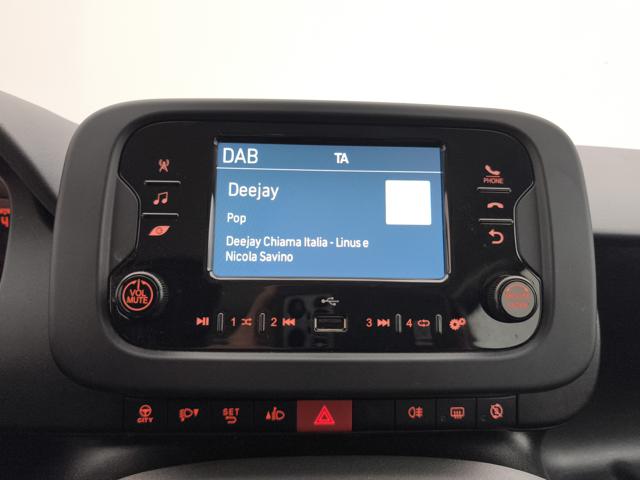 DAB TA
Deejay
Pop
Deejay Chiama Italia - Linus e
Nicola Savino
PHONE
VOL
MUTE
1 2 3 4
CITY SET